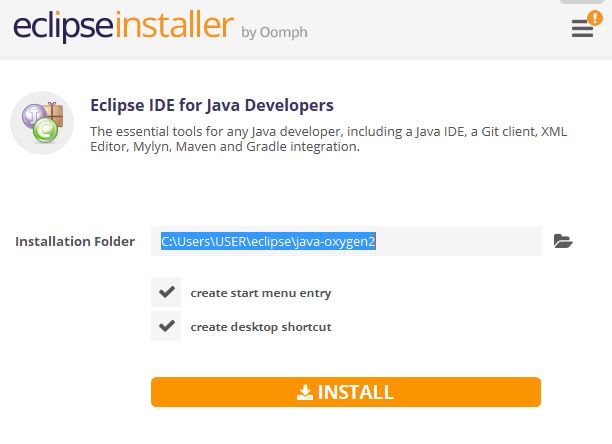 eclipseinstaller by Oomph
!
Eclipse IDE for Java Developers
The essential tools for any Java developer, including a Java IDE, a Git client, XML
Editor, Mylyn, Maven and Gradle integration.
Installation Folder C:\Users\USER\eclipse\java-oxygen2
create start menu entry
create desktop shortcut
INSTALL